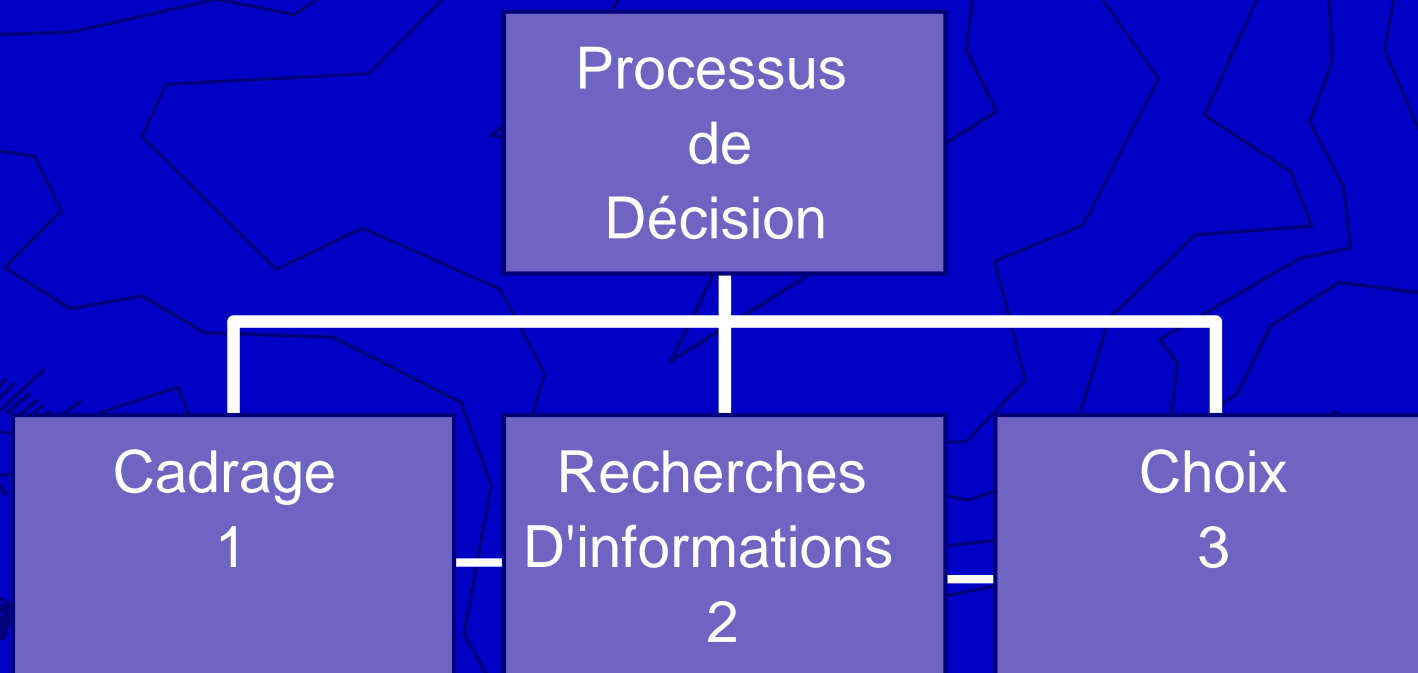 Processus
de
Décision
Cadrage
1
Recherches
D'informations
2
Choix
3